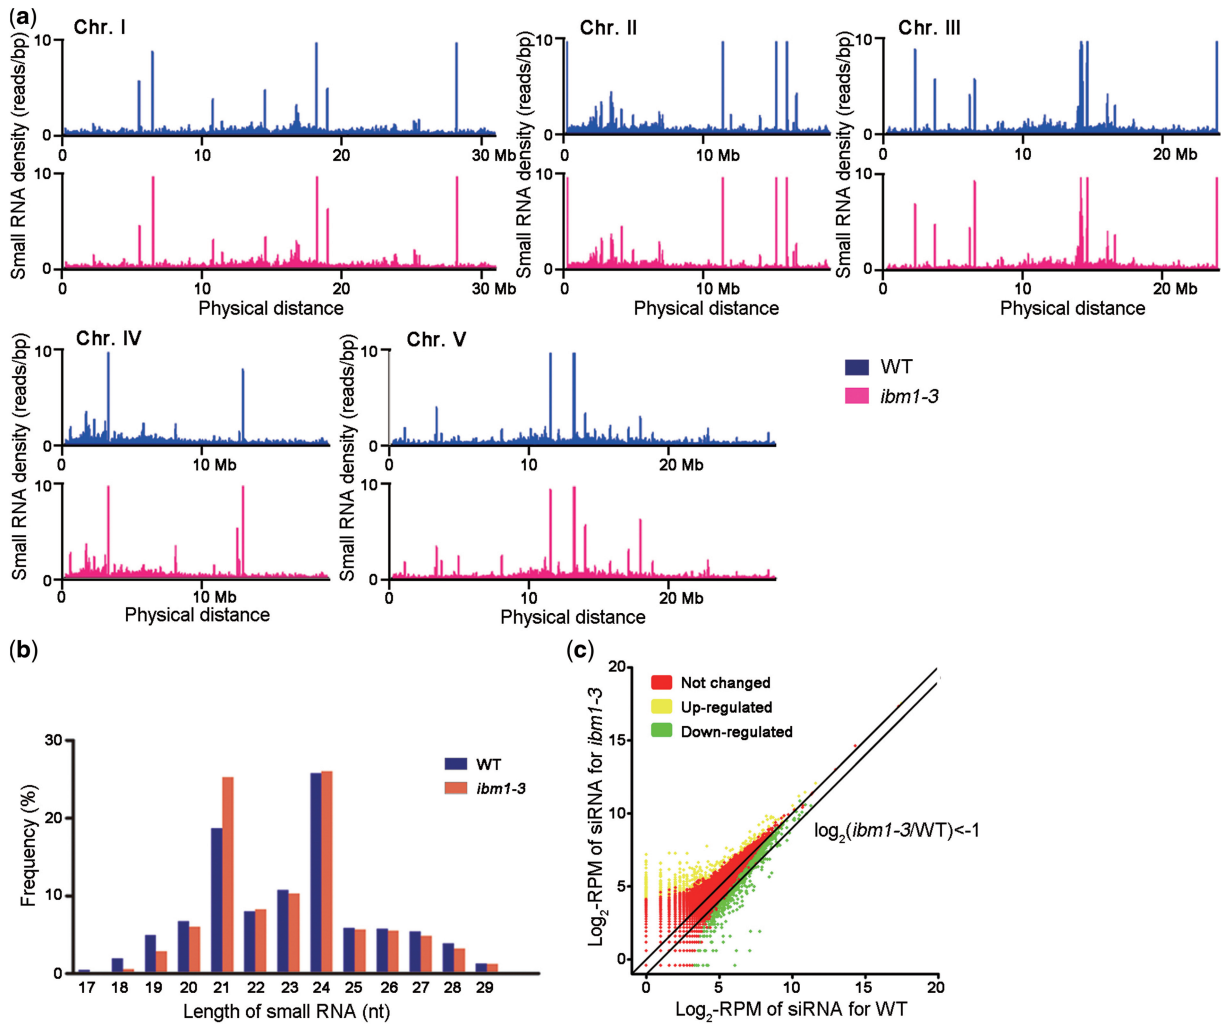 (a)
Chr. I
Chr. II
Chr. III
Small RNA density (reads/bp)
Small RNA density (reads/bp)
Small RNA density (reads/bp)
10
0
0 10 20 30 Mb
10
0
0 10 Mb
10
0
0 10 20 Mb
10
0
0 10 20 30 Mb
10
0
0 10 Mb
10
0
0 10 20 Mb
Physical distance
Physical distance
Physical distance
Chr. IV
Chr. V
Small RNA density (reads/bp)
Small RNA density (reads/bp)
10
0
0 10 Mb
10
0
0 10 20 Mb
10
0
0 10 Mb
10
0
0 10 20 Mb
Physical distance
Physical distance
WT
ibm1-3
(b)
Frequency (%)
30
20
10
0
WT
ibm1-3
17 18 19 20 21 22 23 24 25 26 27 28 29
Length of small RNA (nt)
(c)
Log2-RPM of siRNA for ibm1-3
20
15
10
5
0
Not changed
Up-regulated
Down-regulated
log2(ibm1-3/WT)<-1
0 5 10 15 20
Log2-RPM of siRNA for WT